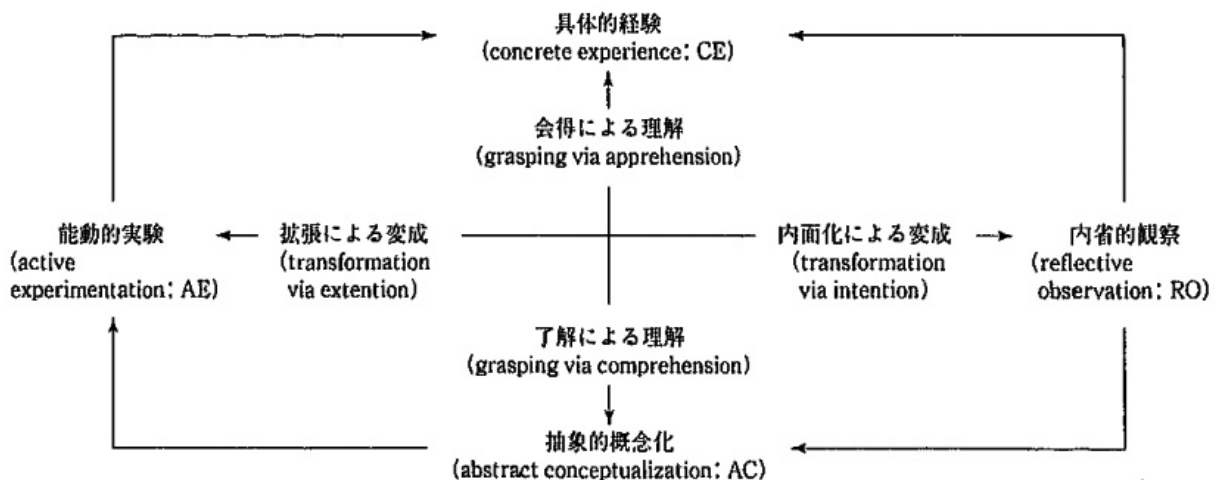 具体的経験
(concrete experience; CE)
会得による理解
(grasping via apprehension)
能動的実験
(active
experimentation; AE)
拡張による変成
(transformation
via extention)
内面化による変成
(transformation
via intention)
内省的観察
(reflective
observation; RO)
了解による理解
(grasping via comprehension)
抽象的概念化
(abstract conceptualization; AC)